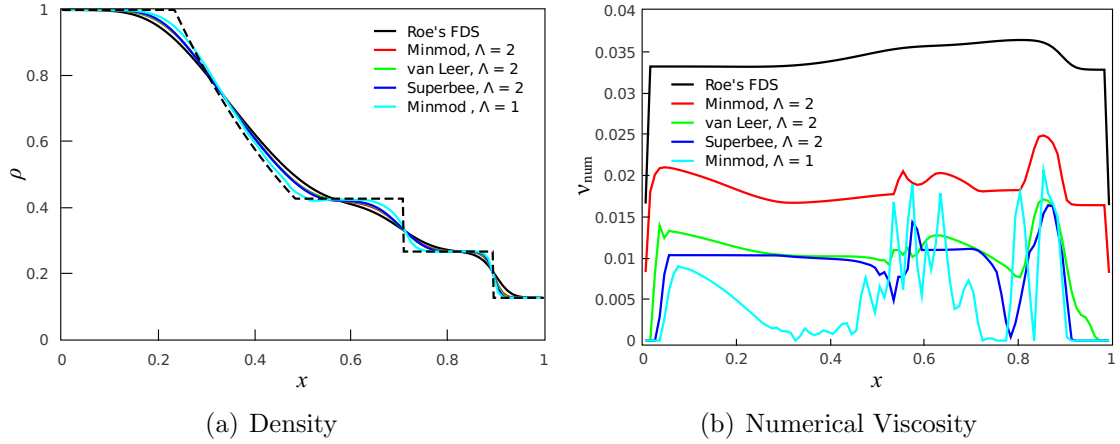 1
0.8
0.6
0.4
0.2
0
ρ
Roe's FDS
Minmod, Λ = 2
van Leer, Λ = 2
Superbee, Λ = 2
Minmod , Λ = 1
0 0.2 0.4 0.6 0.8 1
x
(a) Density
0.04
0.035
0.03
0.025
0.02
0.015
0.01
0.005
0
νnum
Roe's FDS
Minmod, Λ = 2
van Leer, Λ = 2
Superbee, Λ = 2
Minmod, Λ = 1
0 0.2 0.4 0.6 0.8 1
x
(b) Numerical Viscosity